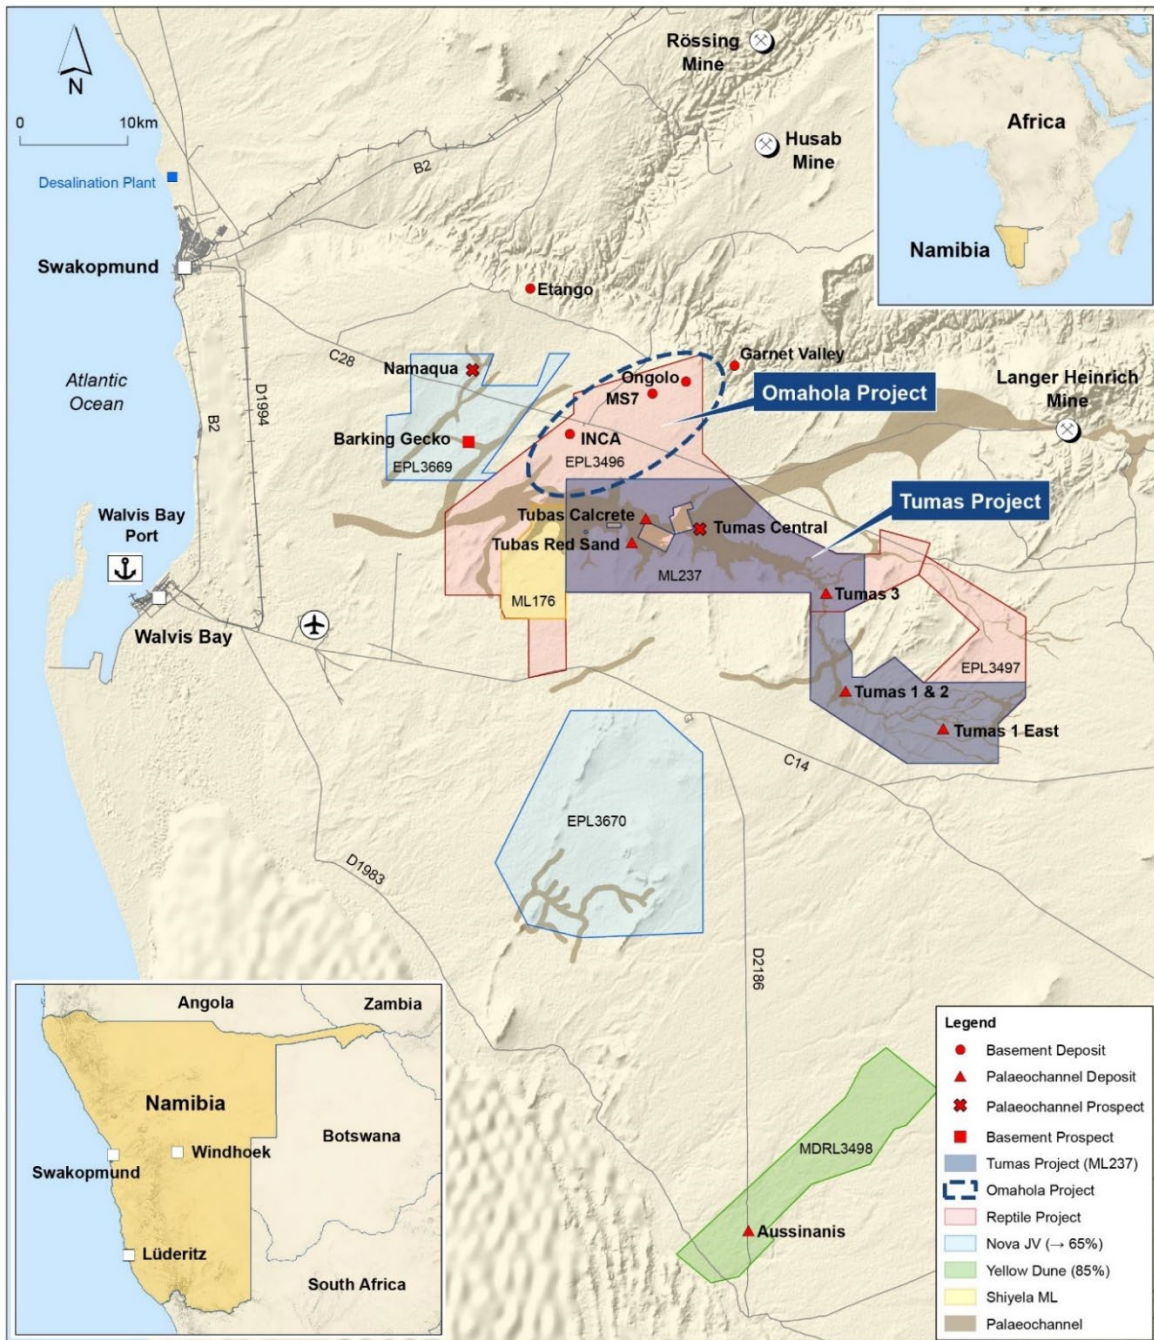 Rössing
Mine
N
0
10km
Africa
Husab
Mine
B2
Desalination Plant
Namibia
Swakopmund
Etango
C28
Garnet Valley
Namaqua
Ongolo
MS7
Omahola Project
Langer Heinrich
Mine
Atlantic
Ocean
B2
D1994
Barking Gecko
INCA
EPL3669
EPL3496
Tumas Project
Walvis Bay
Port
Tubas Calcrete
Tumas Central
Tubas Red Sand
ML237
ML176
Tumas 3
Walvis Bay
EPL3497
Tumas 1 & 2
Tumas 1 East
C14
EPL3670
D1983
D2186
Angola
Zambia
Namibia
Botswana
Windhoek
Swakopmund
Lüderitz
South Africa
MDRL3498
Aussinanis
Legend
Basement Deposit
Palaeochannel Deposit
Palaeochannel Prospect
Basement Prospect
Tumas Project (ML237)
Omahola Project
Reptile Project
Nova JV (→ 65%)
Yellow Dune (85%)
Shiyela ML
Palaeochannel